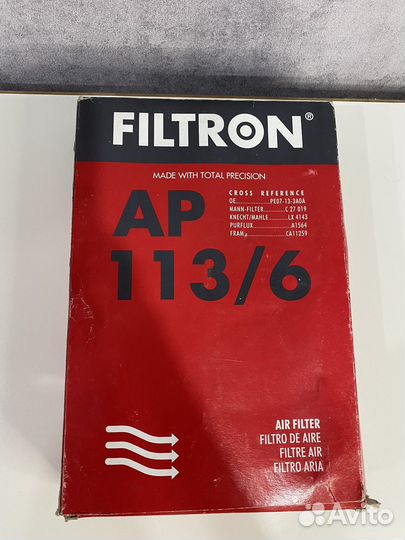 FILTRON®
MADE WITH TOTAL PRECISION
AP
113/6
CROSS REFERENCE
OE....................PE07-13-3A0A
MANN-FILTER............C 27 019
KNECHT/MAHLE..........LX 4143
PURFLUX....................A1564
FRAM®....................CA11259
AIR FILTER
FILTRO DE AIRE
FILTRE AIR
FILTRO ARIA
Avito